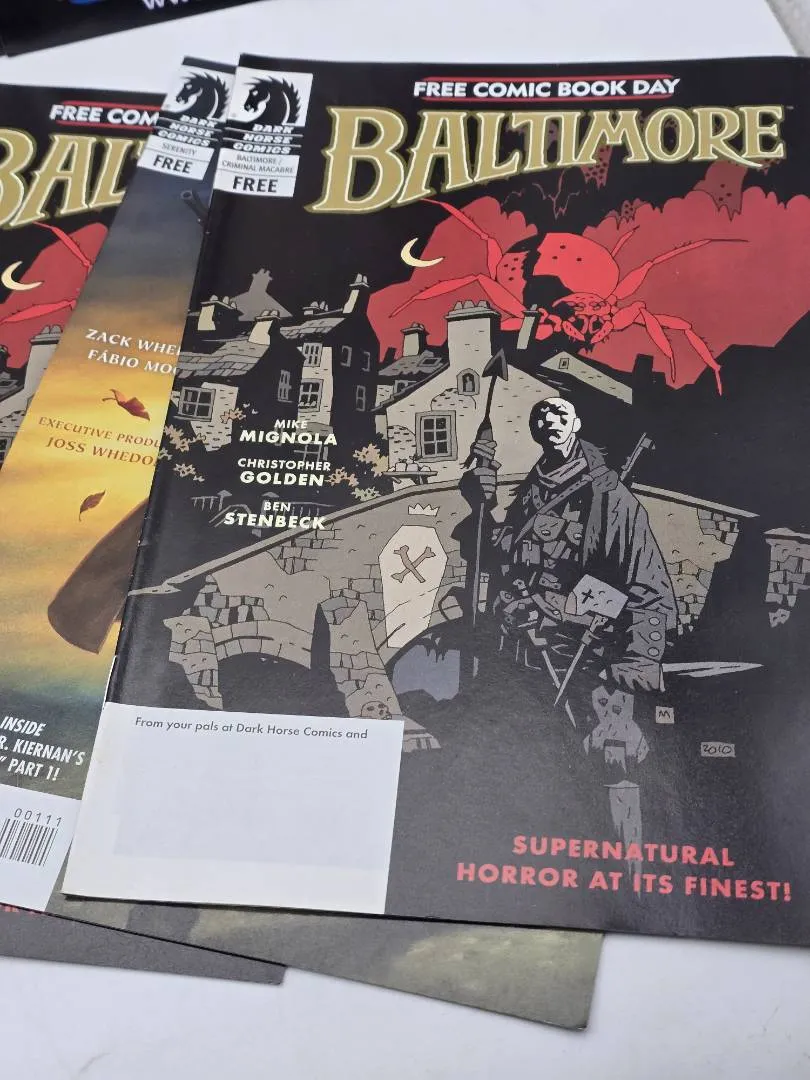 FREE COMIC BOOK DAY
BALTIMORE
DARK
HORSE
COMICS
BALTIMORE /
CRIMINAL MACABRE
FREE
MIKE
MIGNOLA
CHRISTOPHER
GOLDEN
BEN
STENBECK
M
2010
From your pals at Dark Horse Comics and
SUPERNATURAL
HORROR AT ITS FINEST!
DARK
HORSE
COMICS
SERENITY
FREE
ZACK WHE
FÁBIO MOO
EXECUTIVE PRODU
JOSS WHEDO
INSIDE
R. KIERNAN'S
" PART 1!
00111
FREE COM
BAL